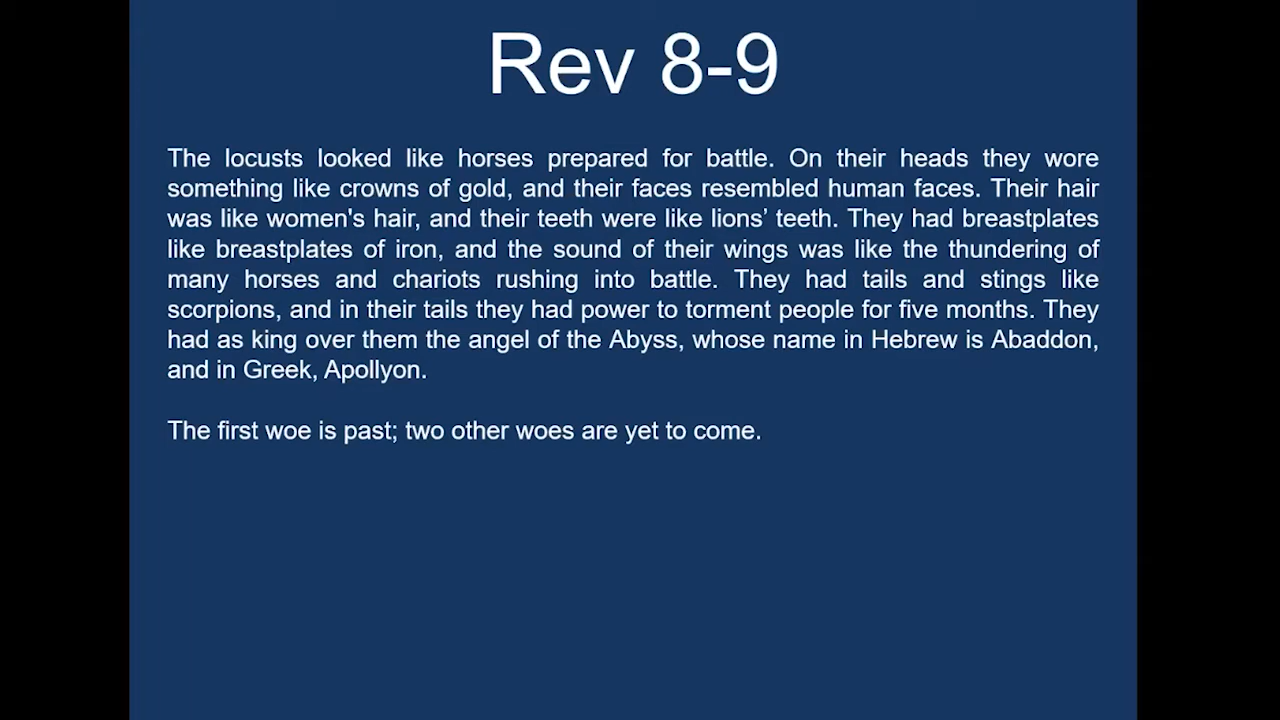 Rev 8-9
The locusts looked like horses prepared for battle. On their heads they wore
something like crowns of gold, and their faces resembled human faces. Their hair
was like women's hair, and their teeth were like lions’ teeth. They had breastplates
like breastplates of iron, and the sound of their wings was like the thundering of
many horses and chariots rushing into battle. They had tails and stings like
scorpions, and in their tails they had power to torment people for five months. They
had as king over them the angel of the Abyss, whose name in Hebrew is Abaddon,
and in Greek, Apollyon.
The first woe is past; two other woes are yet to come.